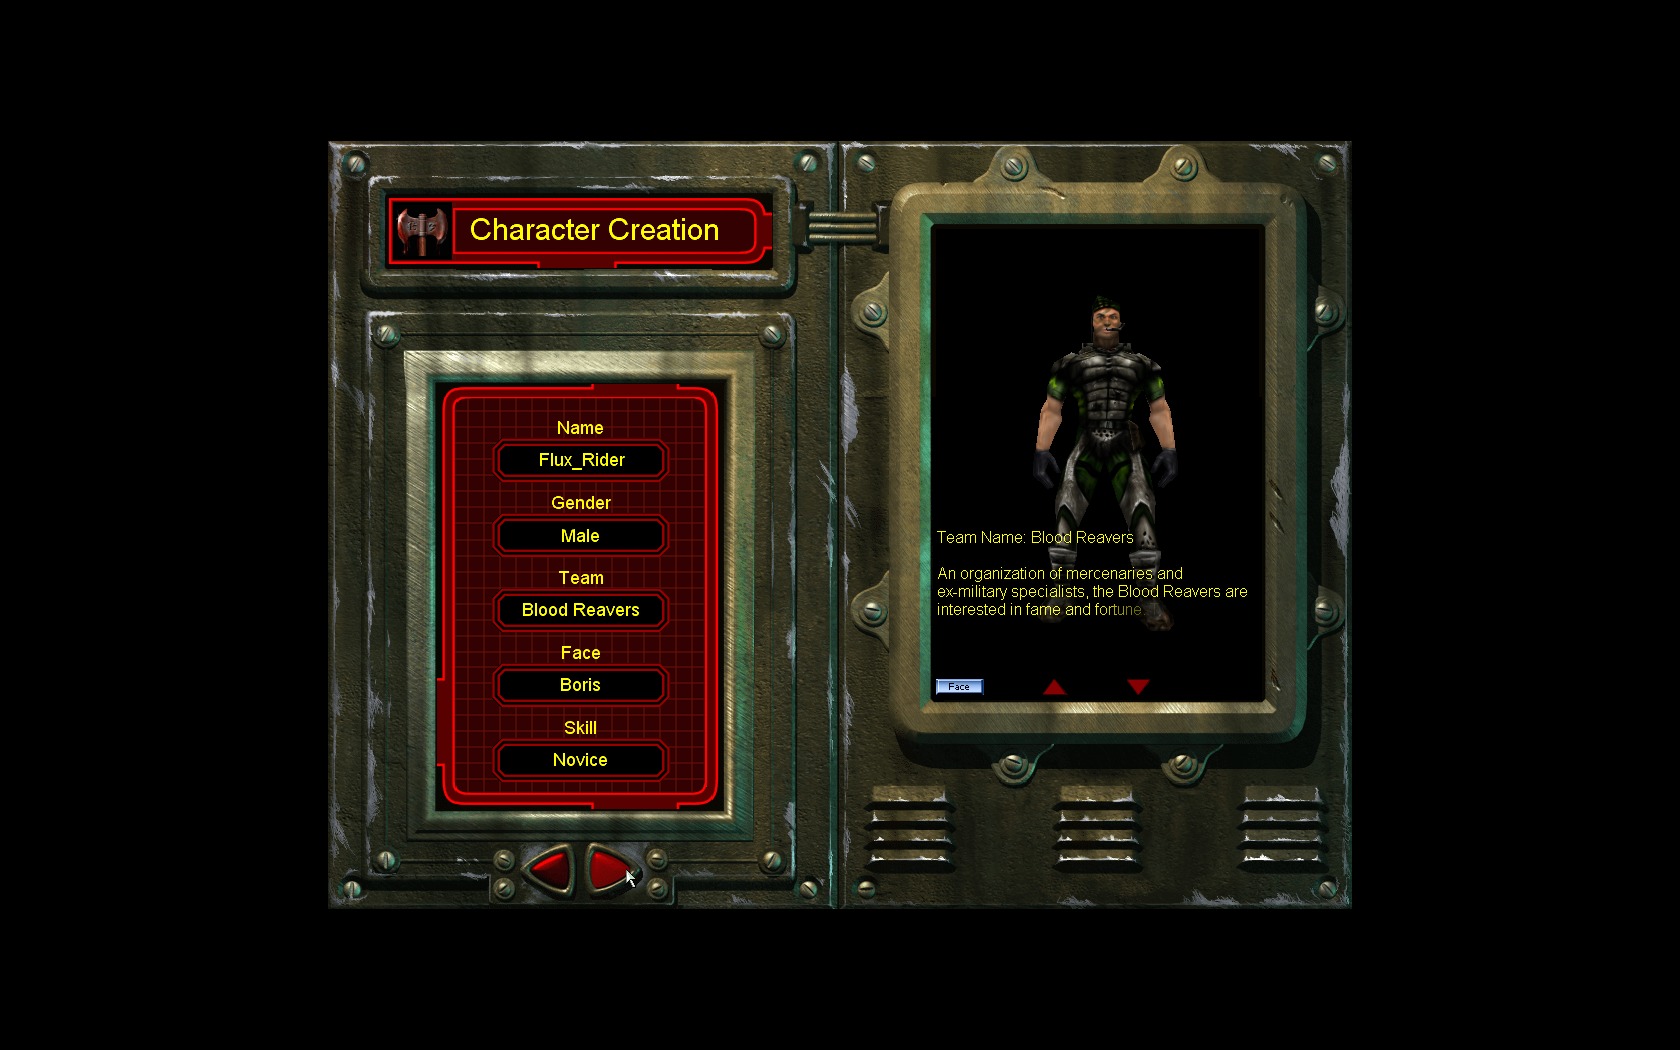 Character Creation
Name
Flux_Rider
Gender
Male
Team
Blood Reavers
Face
Boris
Skill
Novice
Team Name: Blood Reavers
An organization of mercenaries and
ex-military specialists, the Blood Reavers are
interested in fame and fortune.
Face